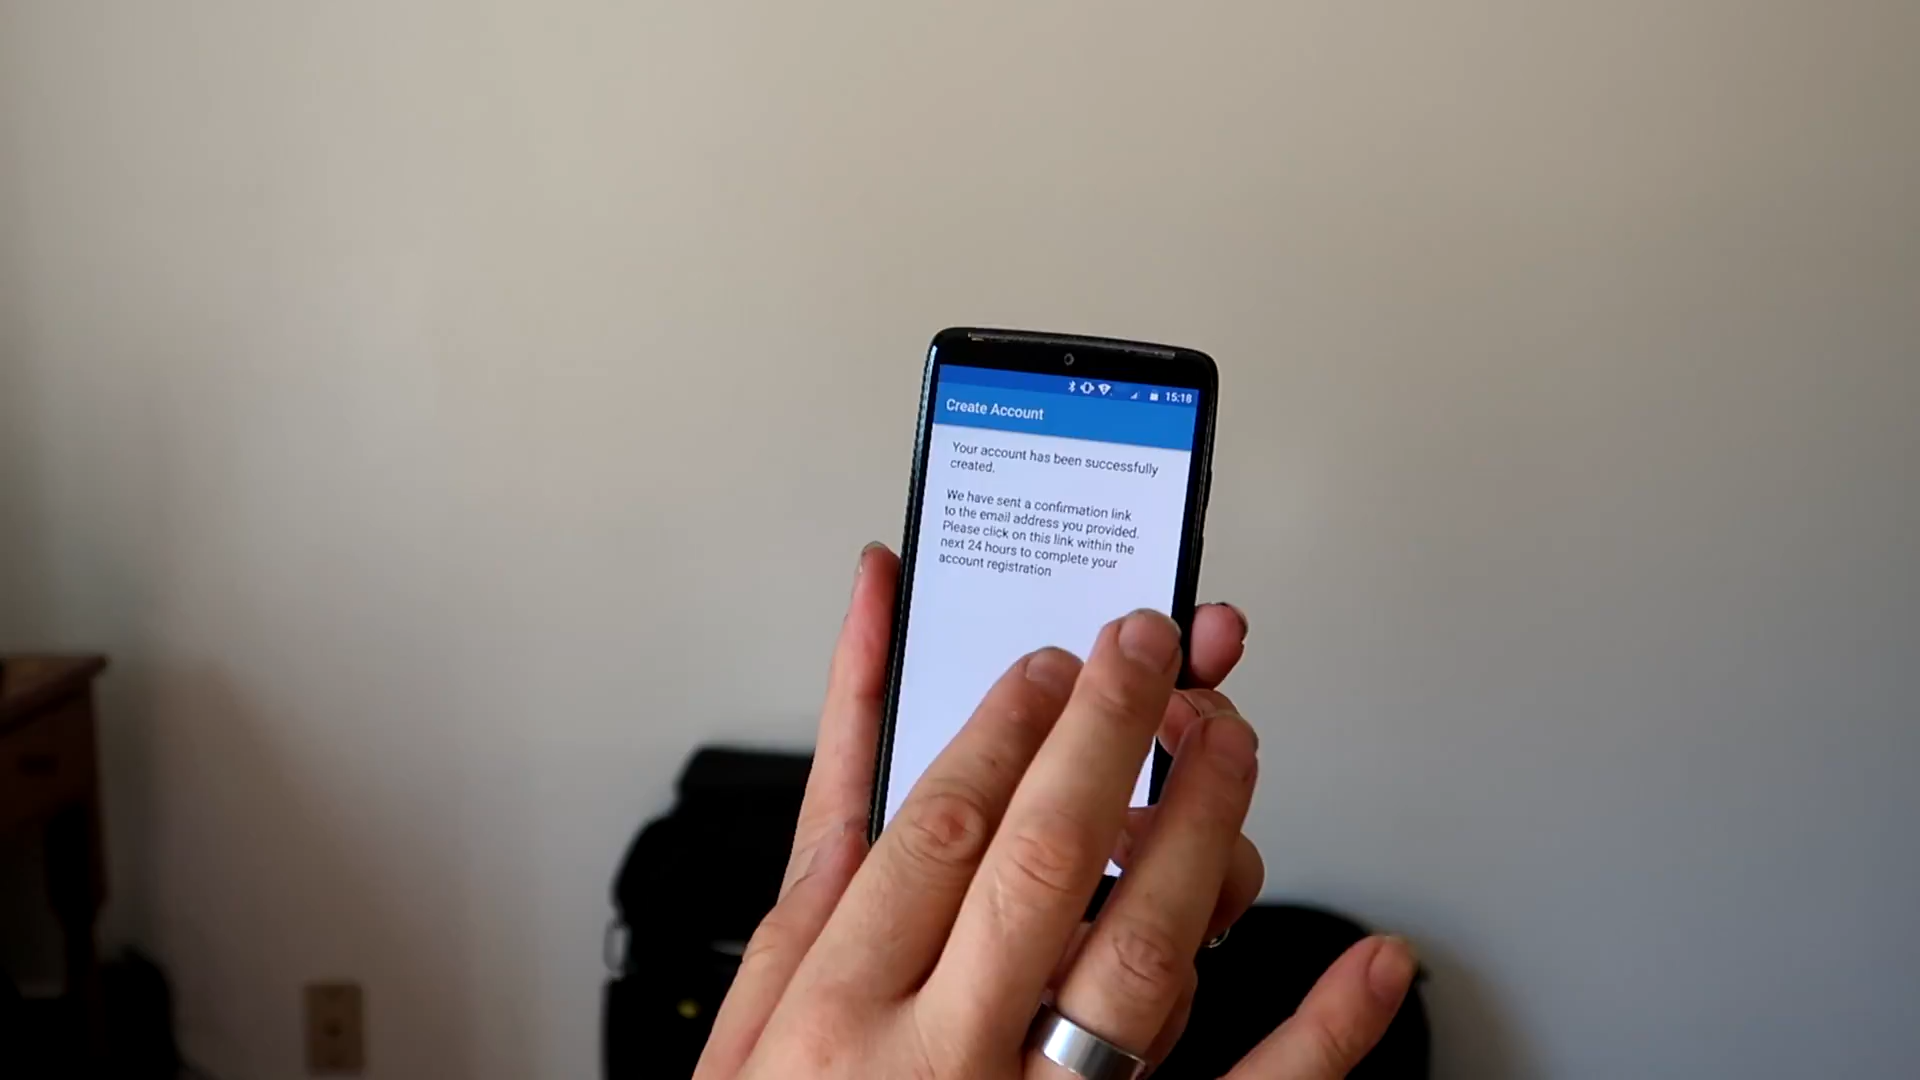 15:18
Create Account
Your account has been successfully
created.
We have sent a confirmation link
to the email address you provided.
Please click on this link within the
next 24 hours to complete your
account registration